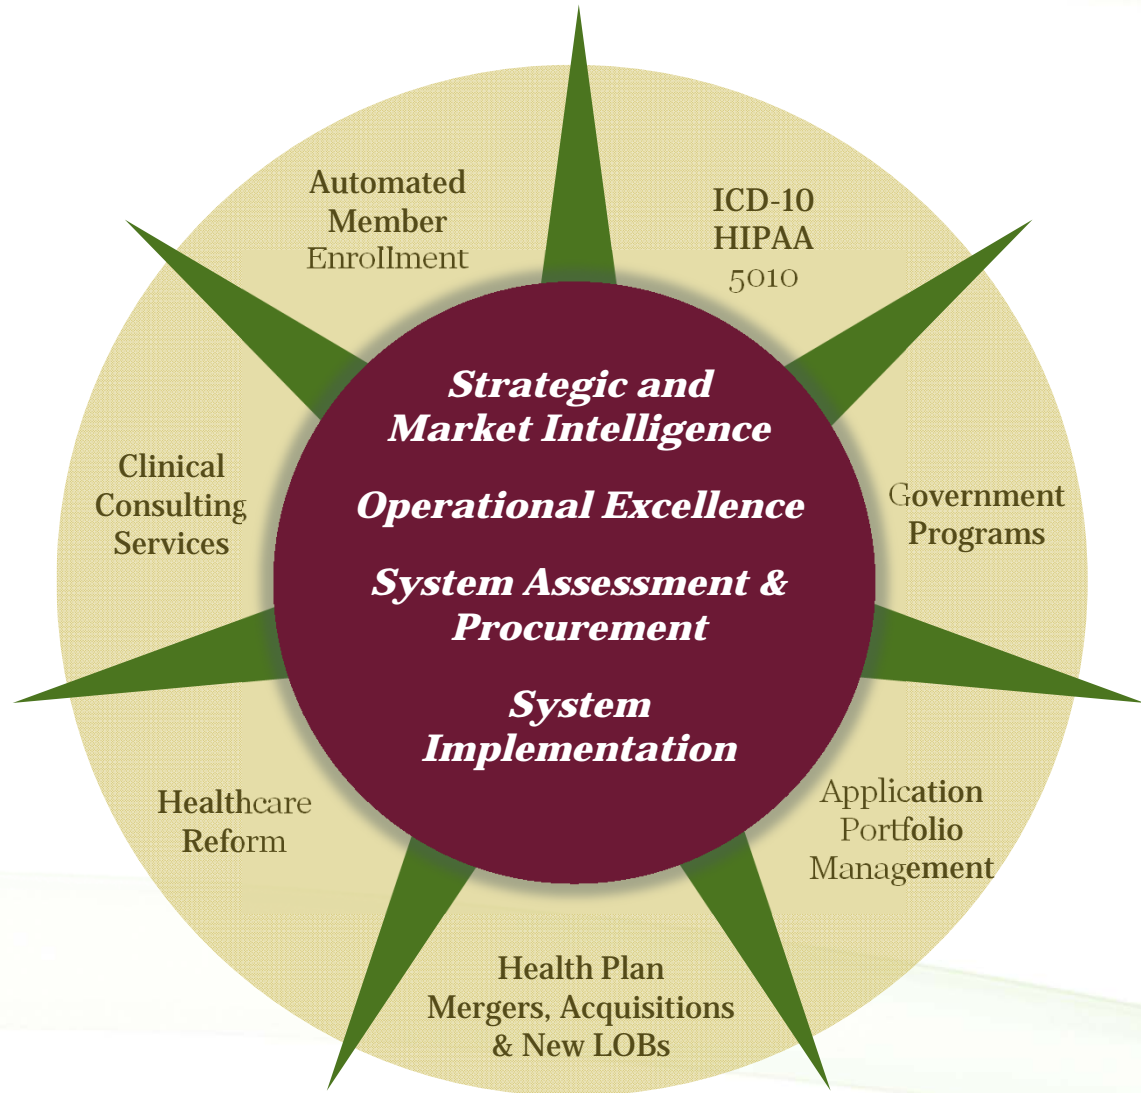 Automated
Member
Enrollment
ICD-10
HIPAA
5010
Strategic and
Market Intelligence
Operational Excellence
System Assessment &
Procurement
System
Implementation
Clinical
Consulting
Services
Government
Programs
Healthcare
Reform
Application
Portfolio
Management
Health Plan
Mergers, Acquisitions
& New LOBs